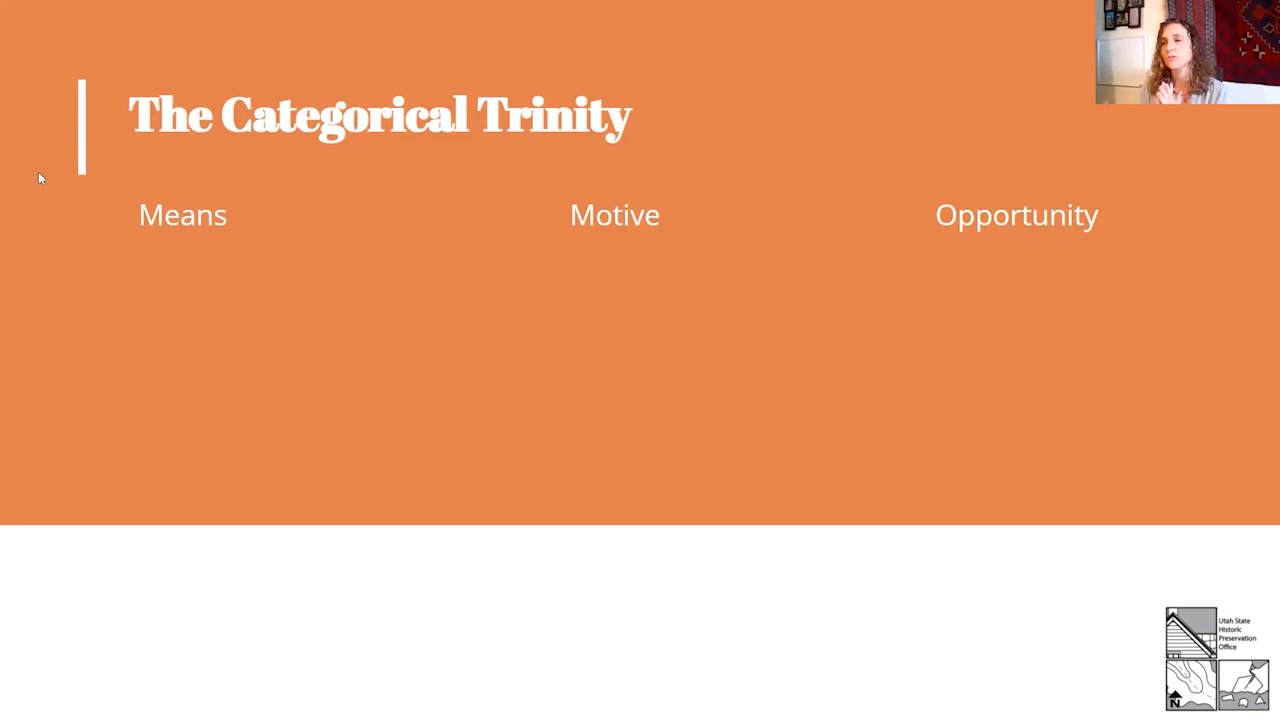 The Categorical Trinity
Means
Motive
Opportunity
Utah State
Historic
Preservation
Office
N